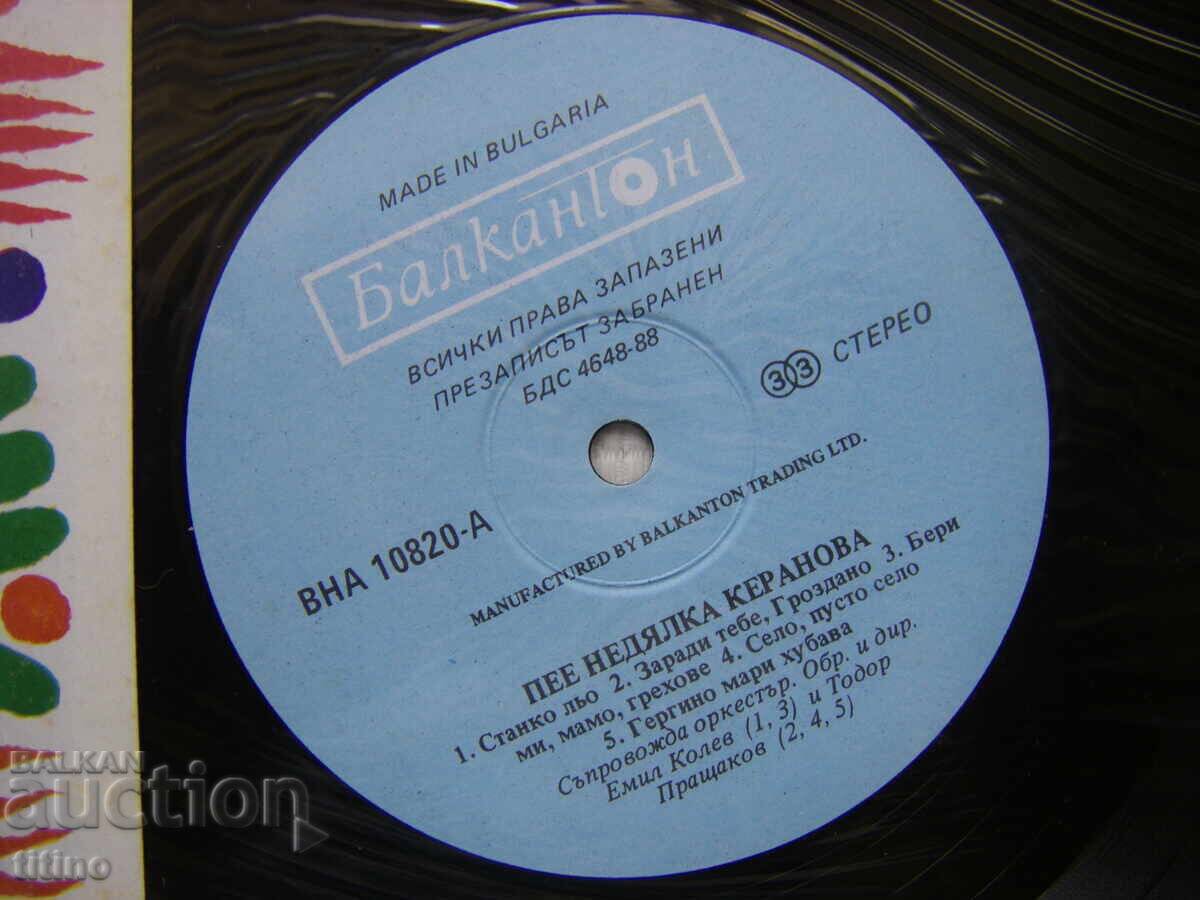 MADE IN BULGARIA
Балкантон
ВСИЧКИ ПРАВА ЗАПАЗЕНИ
ПРЕЗАПИСЪТ ЗАБРАНЕН
БДС 4648-88
33 СТЕРЕО
ВНА 10820-А
MANUFACTURED BY BALKANTON TRADING LTD.
ПЕЕ НЕДЯЛКА КЕРАНОВА
1. Станко льо 2. Заради тебе, Гроздано 3. Бери
ми, мамо, грехове 4. Село, пусто село
5. Гергино мари хубава
Съпровожда оркестър. Обр. и дир.
Емил Колев (1, 3) и Тодор
Пращаков (2, 4, 5)
BALKAN
auction
titino